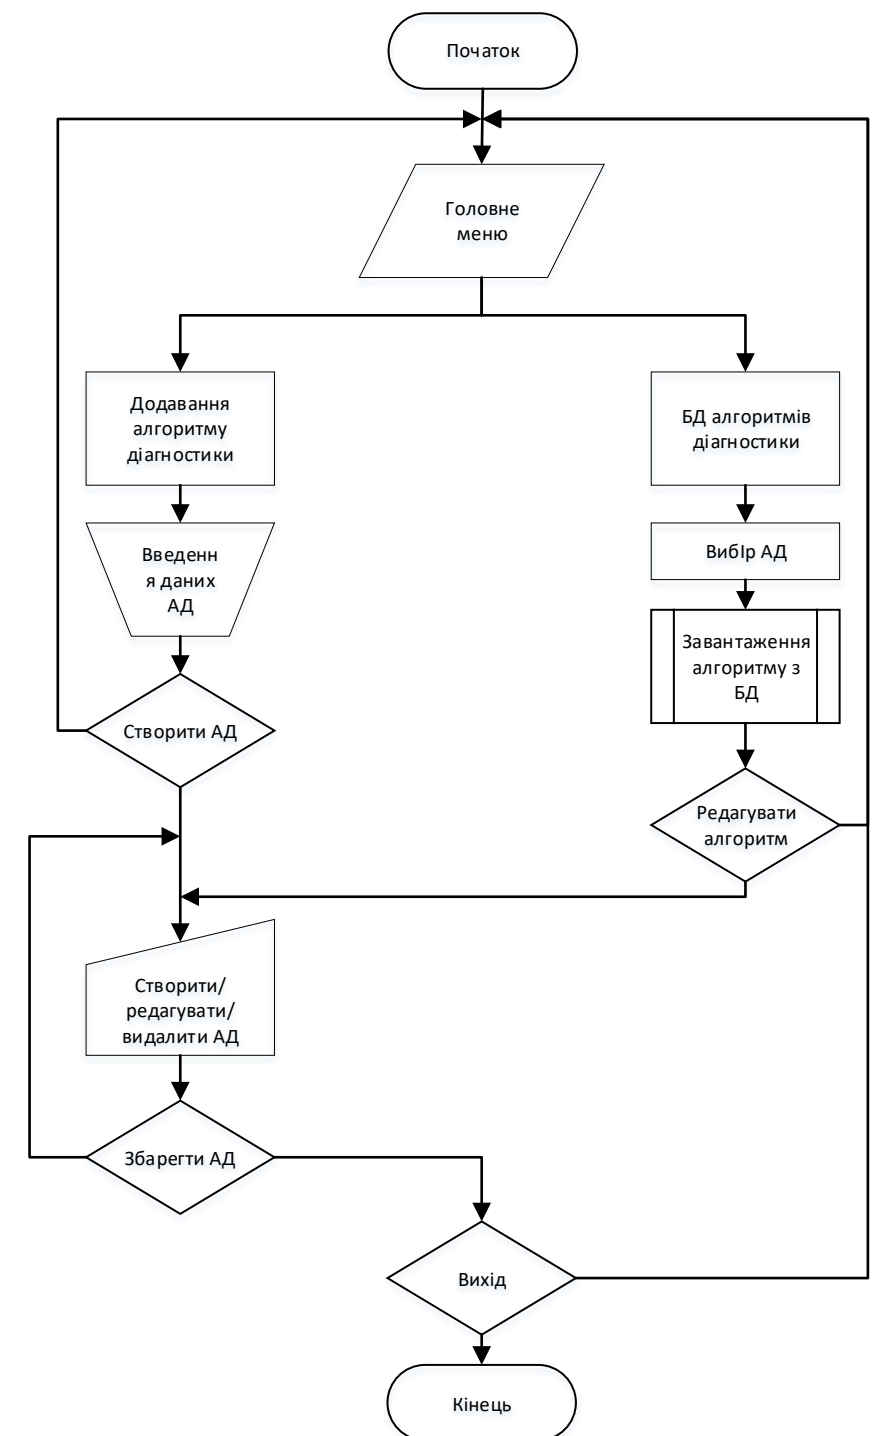 Початок
Головне
меню
Додавання
алгоритму
діагностики
БД алгоритмів
діагностики
Введенн
я даних
АД
ВибІр АД
Завантаження
алгоритму з
БД
Створити АД
Редагувати
алгоритм
Створити/
редагувати/
видалити АД
Збарегти АД
Вихід
Кінець